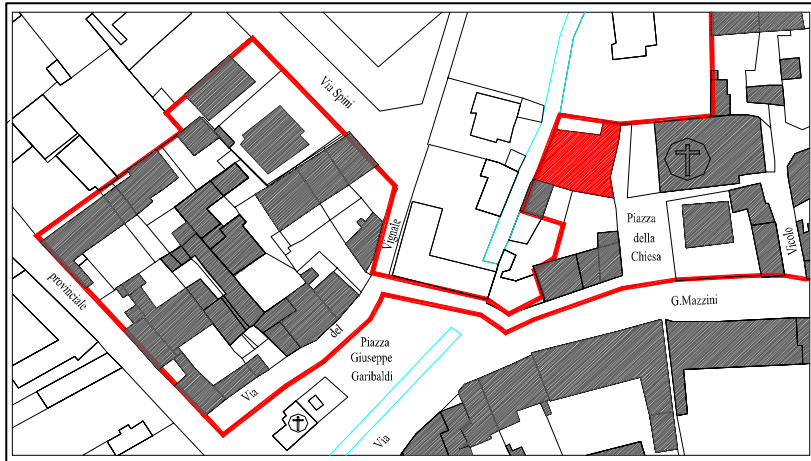 Via Spini
Vignale
provinciale
Piazza
della
Chiesa
Vicolo
G.Mazzini
del
Piazza
Giuseppe
Garibaldi
Via
Via